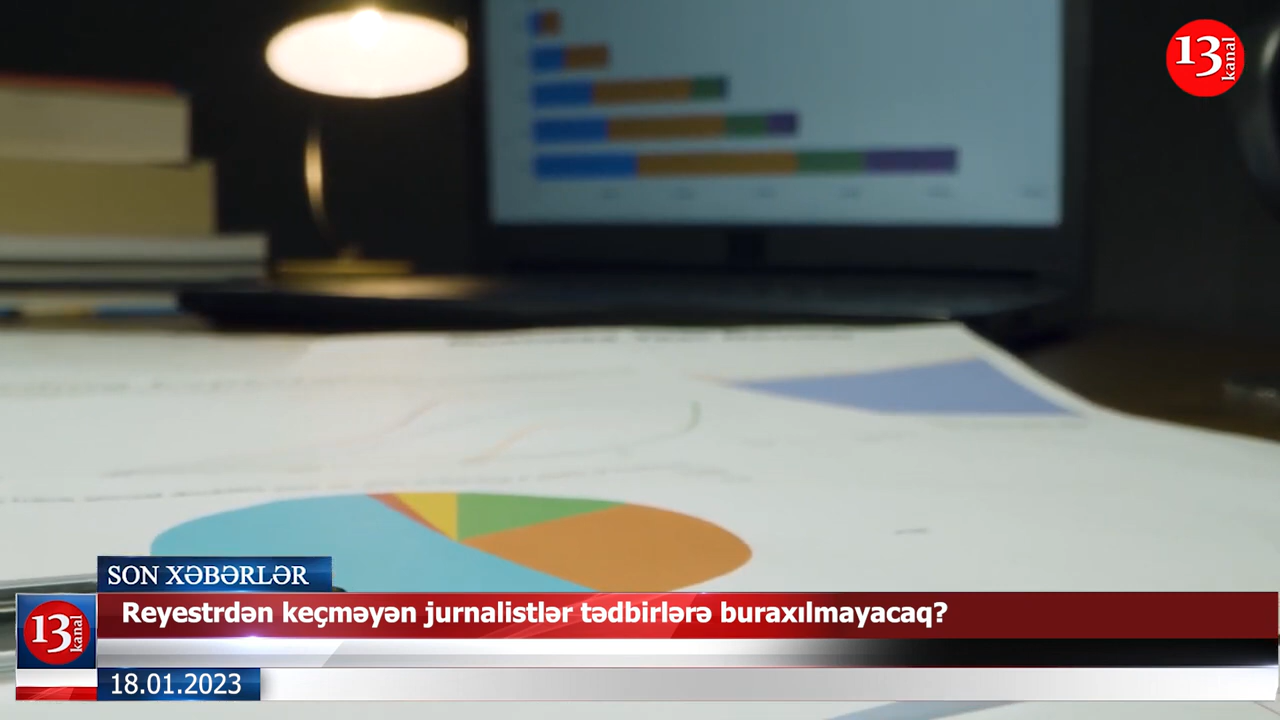 13 kanal
SON XƏBƏRLƏR
Reyestrdən keçməyən jurnalistlər tədbirlərə buraxılmayacaq?
13 kanal
18.01.2023